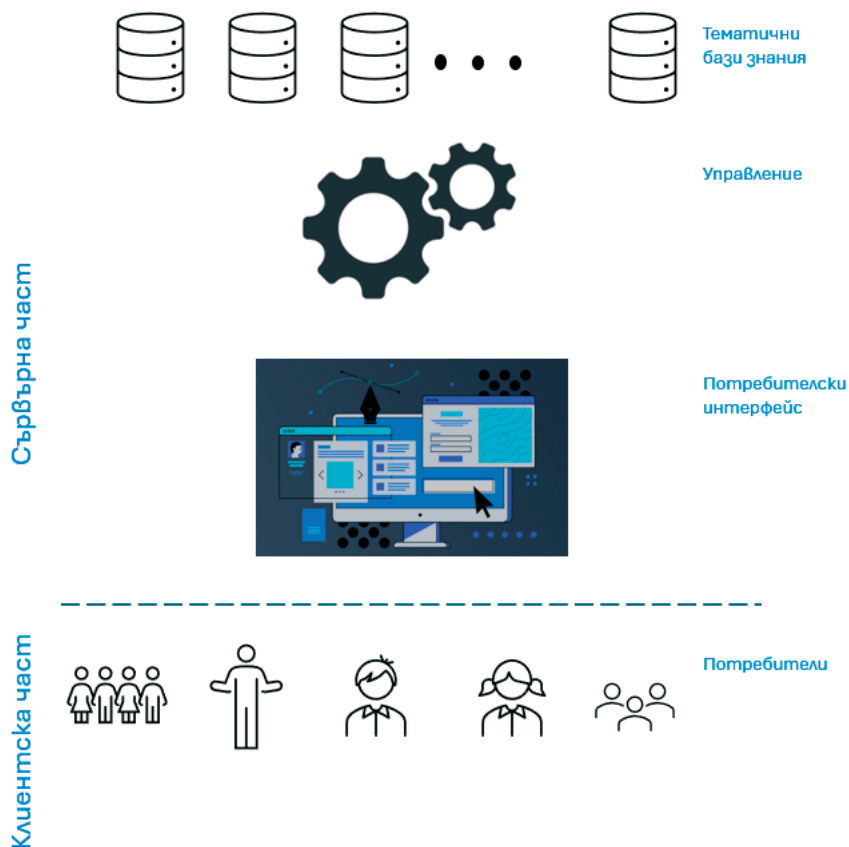 Тематични
бази знания
Управление
Сървърна част
Потребителски
интерфейс
Клиентска част
Потребители